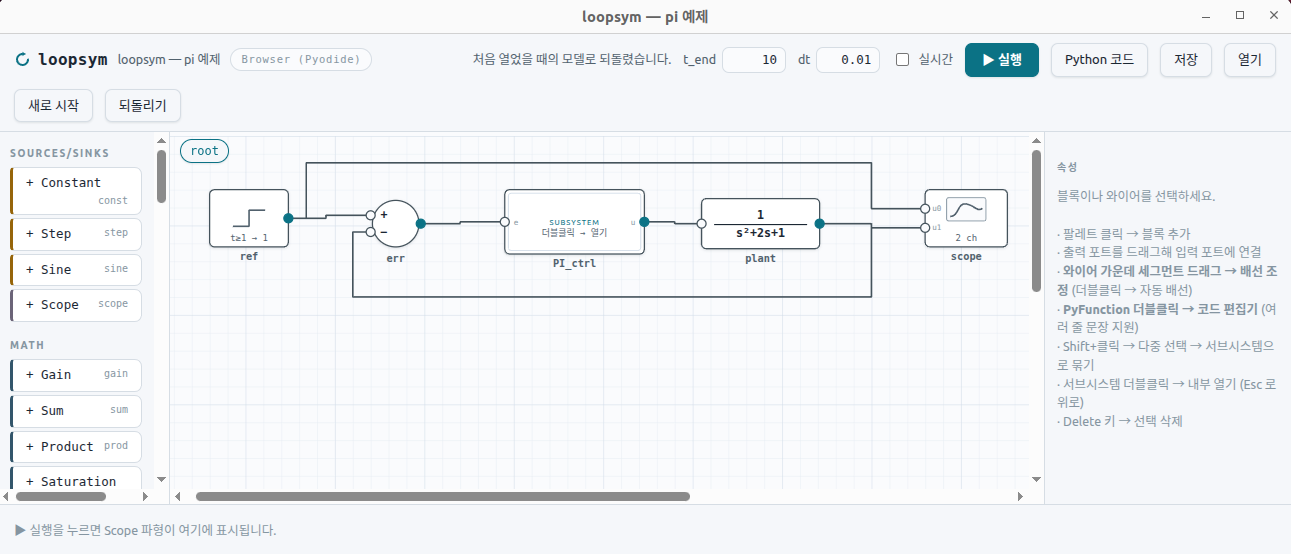 loopsym — pi 예제
loopsym loopsym — pi 예제 Browser (Pyodide) 처음 열었을 때의 모델로 되돌렸습니다. t_end 10 dt 0.01 실시간 ▶ 실행 Python 코드 저장 열기
새로 시작 되돌리기
SOURCES/SINKS
+ Constant
const
+ Step step
+ Sine sine
+ Scope scope
MATH
+ Gain gain
+ Sum sum
+ Product prod
+ Saturation
root
t≥1 → 1
ref
+
−
err
SUBSYSTEM
e u
더블클릭 → 열기
PI_ctrl
1
s²+2s+1
plant
u0
u1
2 ch
scope
속성
블록이나 와이어를 선택하세요.
· 팔레트 클릭 → 블록 추가
· 출력 포트를 드래그해 입력 포트에 연결
· 와이어 가운데 세그먼트 드래그 → 배선 조
정 (더블클릭 → 자동 배선)
· PyFunction 더블클릭 → 코드 편집기 (여
러 줄 문장 지원)
· Shift+클릭 → 다중 선택 → 서브시스템으
로 묶기
· 서브시스템 더블클릭 → 내부 열기 (Esc 로
위로)
· Delete 키 → 선택 삭제
▶ 실행을 누르면 Scope 파형이 여기에 표시됩니다.